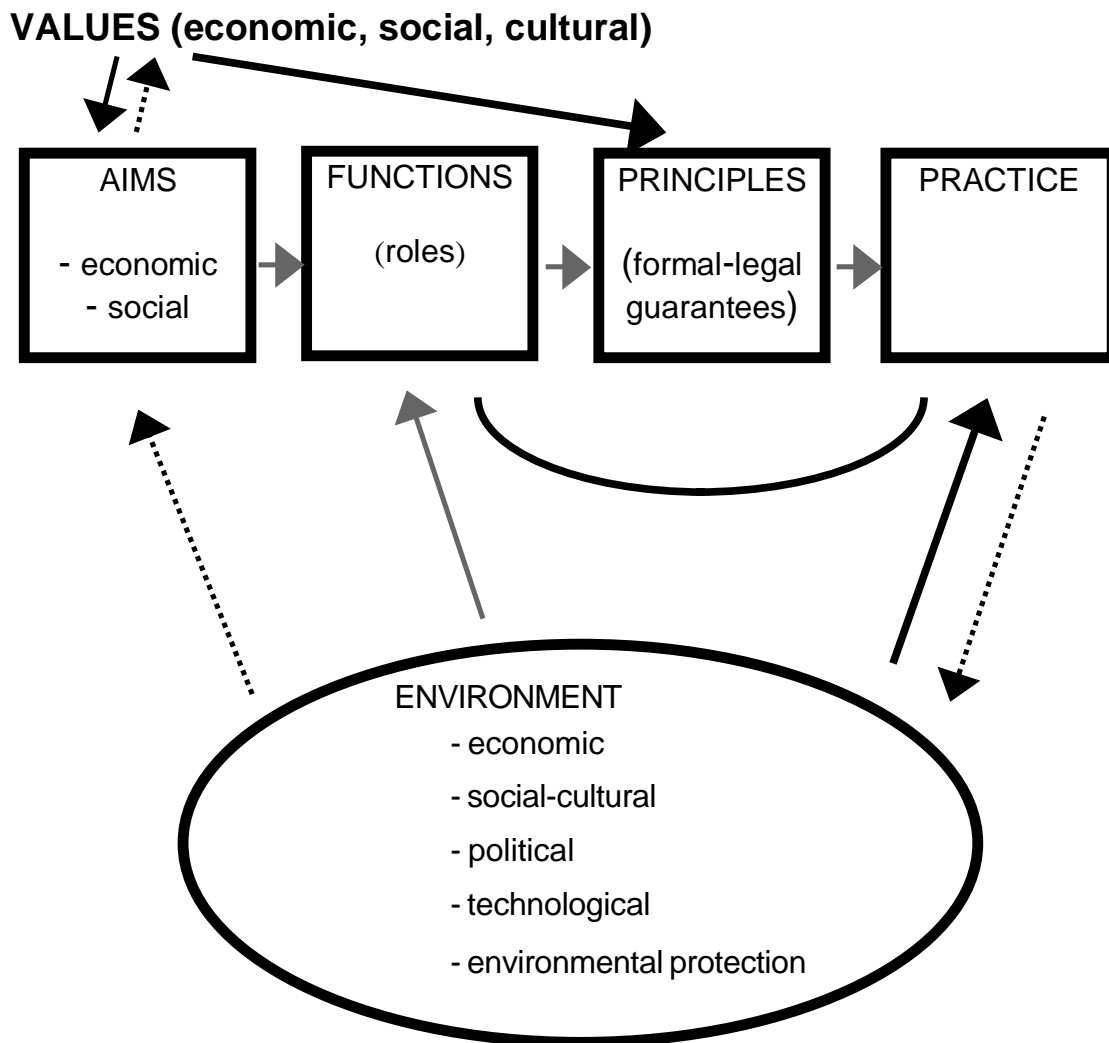 VALUES (economic, social, cultural)
AIMS
- economic
- social
FUNCTIONS
(roles)
PRINCIPLES
(formal-legal
guarantees)
PRACTICE
ENVIRONMENT
- economic
- social-cultural
- political
- technological
- environmental protection